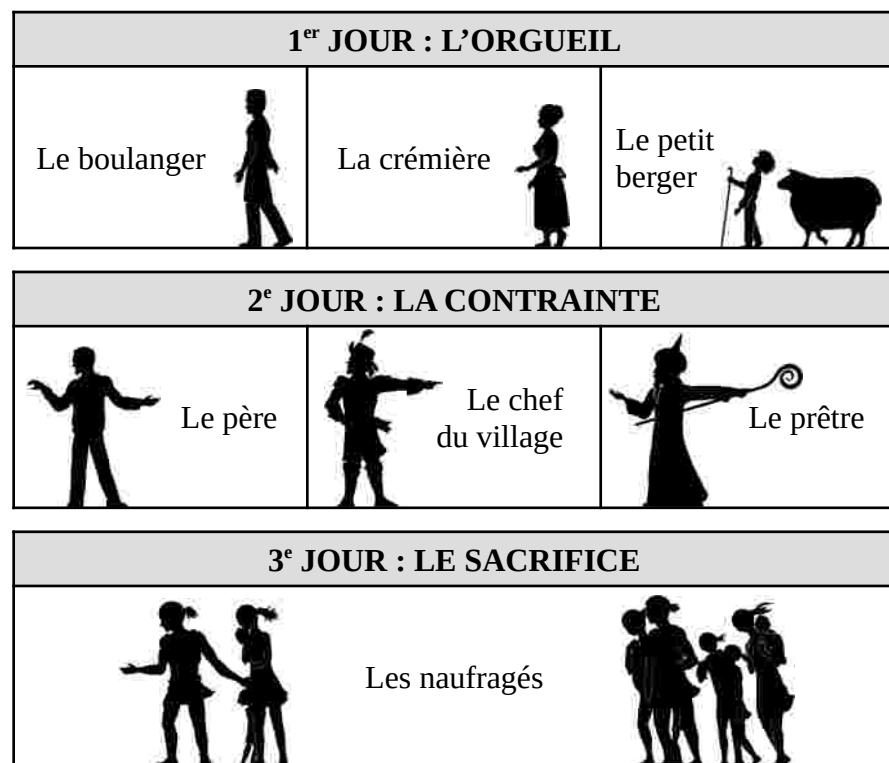 1er JOUR : L’ORGUEIL
Le boulanger
La crémière
Le petit
berger
2e JOUR : LA CONTRAINTE
Le père
Le chef
du village
Le prêtre
3e JOUR : LE SACRIFICE
Les naufragés